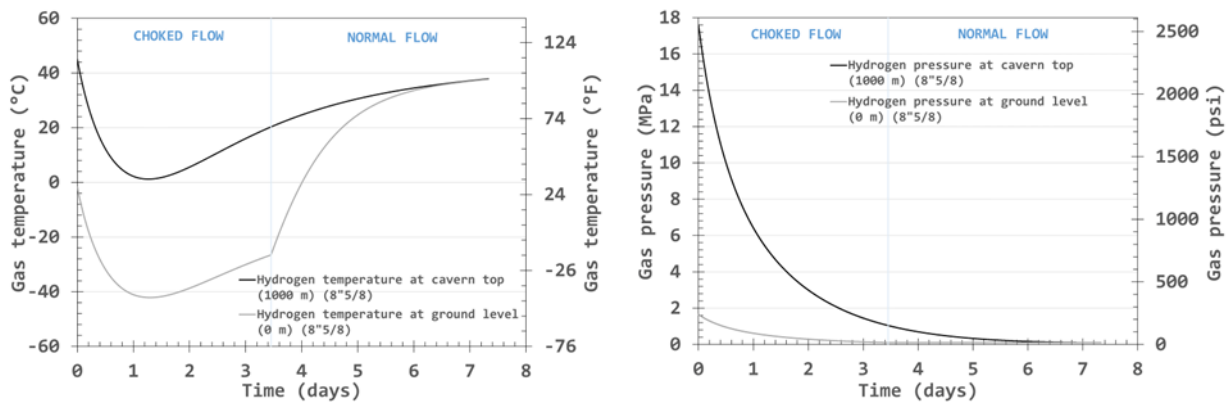 60
40
20
0
-20
-40
-60
Gas temperature (°C)
CHOKED FLOW
NORMAL FLOW
124
74
24
-26
-76
Gas temperature (°F)
Hydrogen temperature at cavern top
(1000 m) (8"5/8)
Hydrogen temperature at ground level
(0 m) (8"5/8)
0 1 2 3 4 5 6 7 8
Time (days)
18
16
14
12
10
8
6
4
2
0
Gas pressure (MPa)
CHOKED FLOW
NORMAL FLOW
Hydrogen pressure at cavern top
(1000 m) (8"5/8)
Hydrogen pressure at ground level
(0 m) (8"5/8)
2500
2000
1500
1000
500
0
Gas pressure (psi)
0 1 2 3 4 5 6 7 8
Time (days)